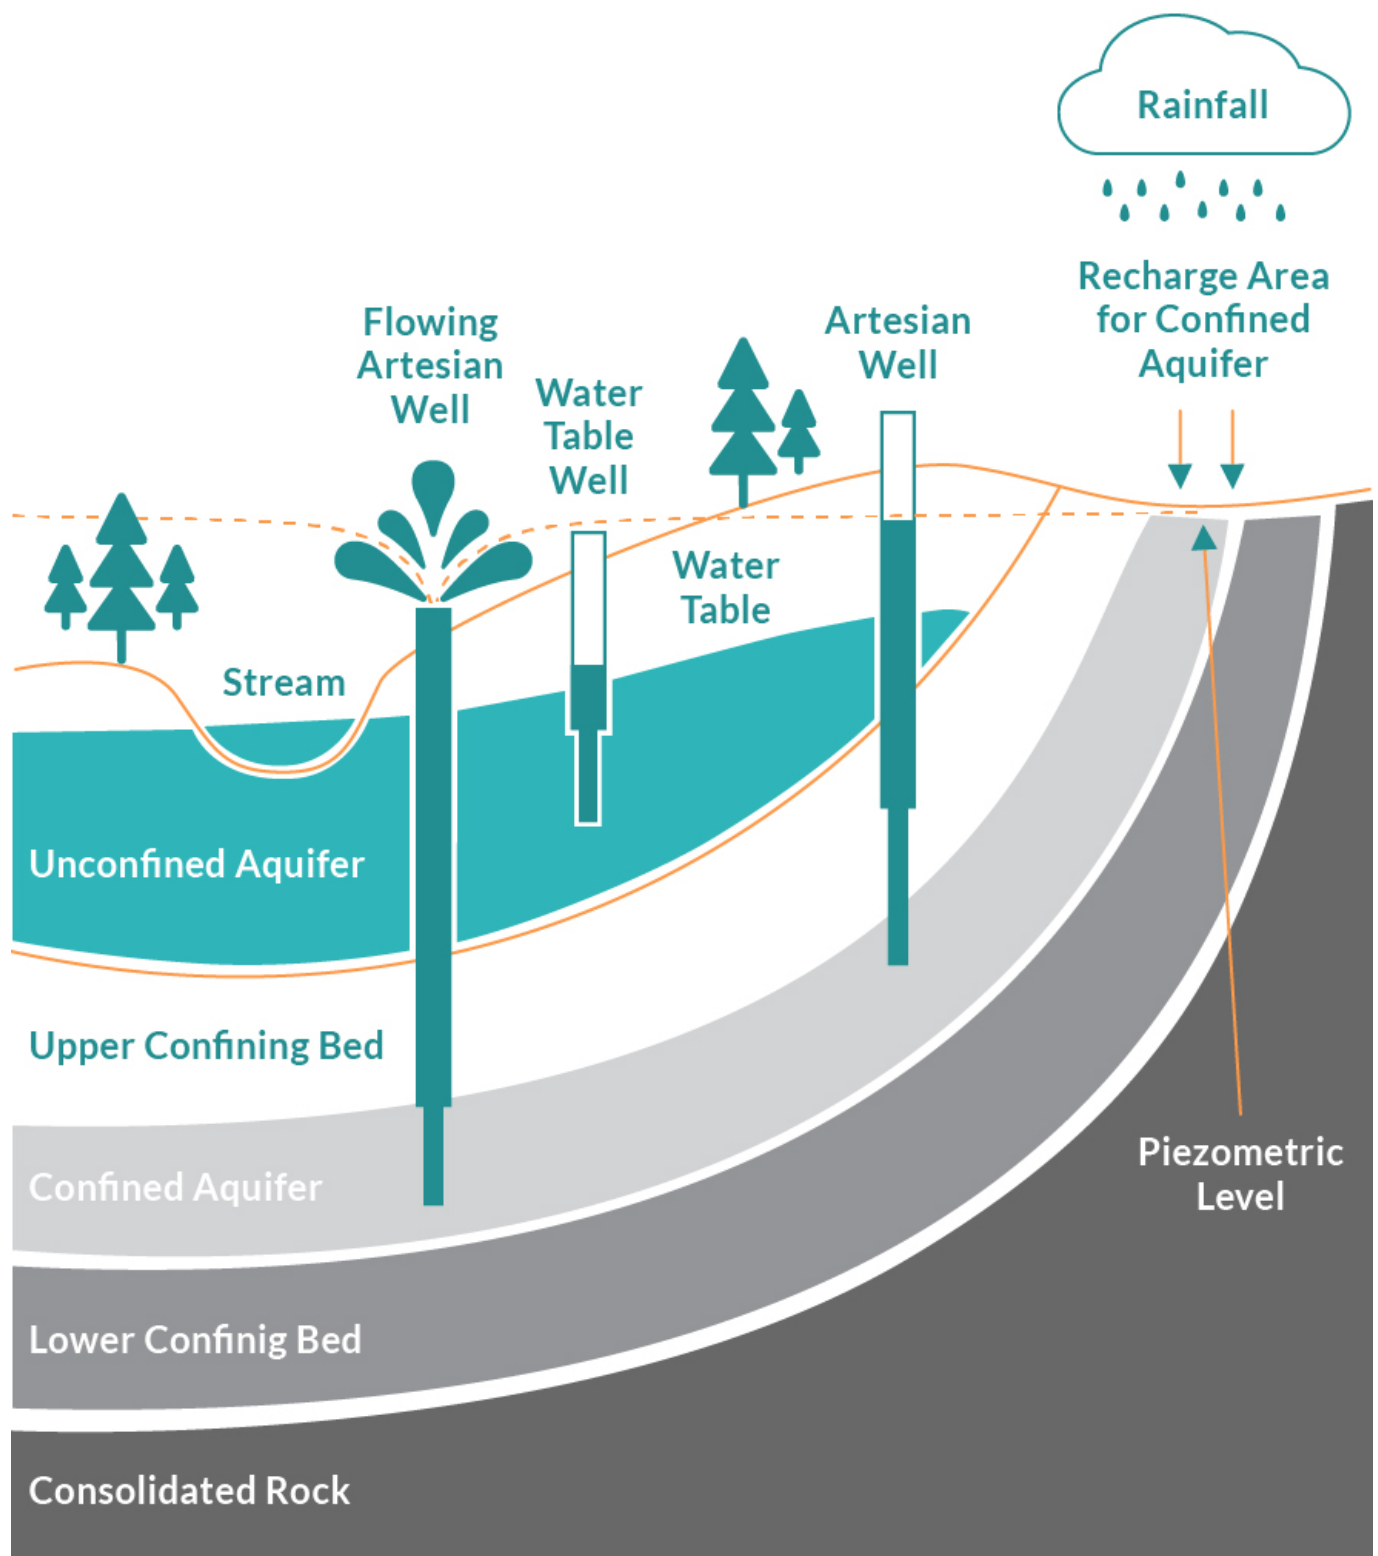 Rainfall
Recharge Area
for Confined
Aquifer
Flowing
Artesian
Well
Water
Table
Well
Artesian
Well
Water
Table
Stream
Unconfined Aquifer
Upper Confining Bed
Confined Aquifer
Piezometric
Level
Lower Confinig Bed
Consolidated Rock